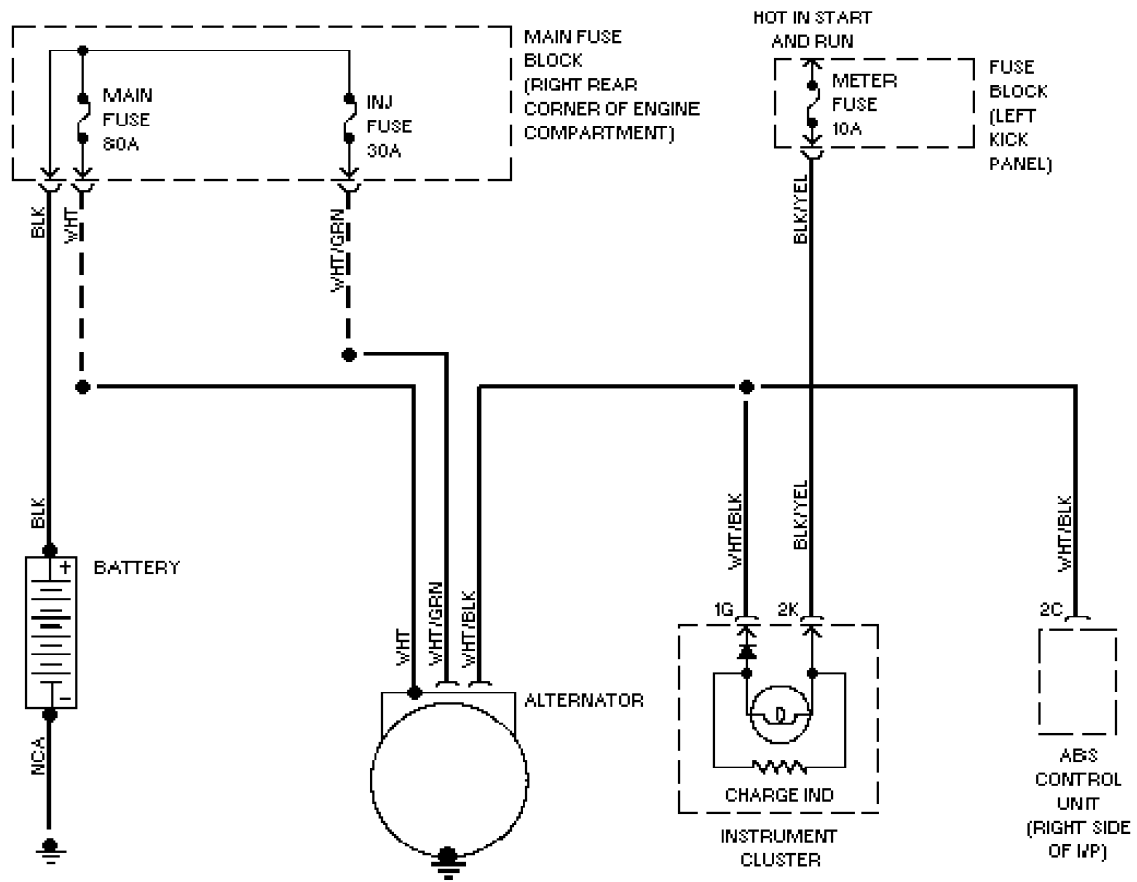 MAIN FUSE
BLOCK
(RIGHT REAR
CORNER OF ENGINE
COMPARTMENT)
MAIN
FUSE
80A
INJ
FUSE
30A
HOT IN START
AND RUN
METER
FUSE
10A
FUSE
BLOCK
(LEFT
KICK
PANEL)
BLK
WHT
WHT/GRN
BLK/YEL
BLK
WHT/BLK
BLK/YEL
WHT/BLK
+
BATTERY
-
NCA
WHT
WHT/GRN
WHT/BLK
ALTERNATOR
1G
2K
2C
D
CHARGE IND
INSTRUMENT
CLUSTER
ABS
CONTROL
UNIT
(RIGHT SIDE
OF I/P)